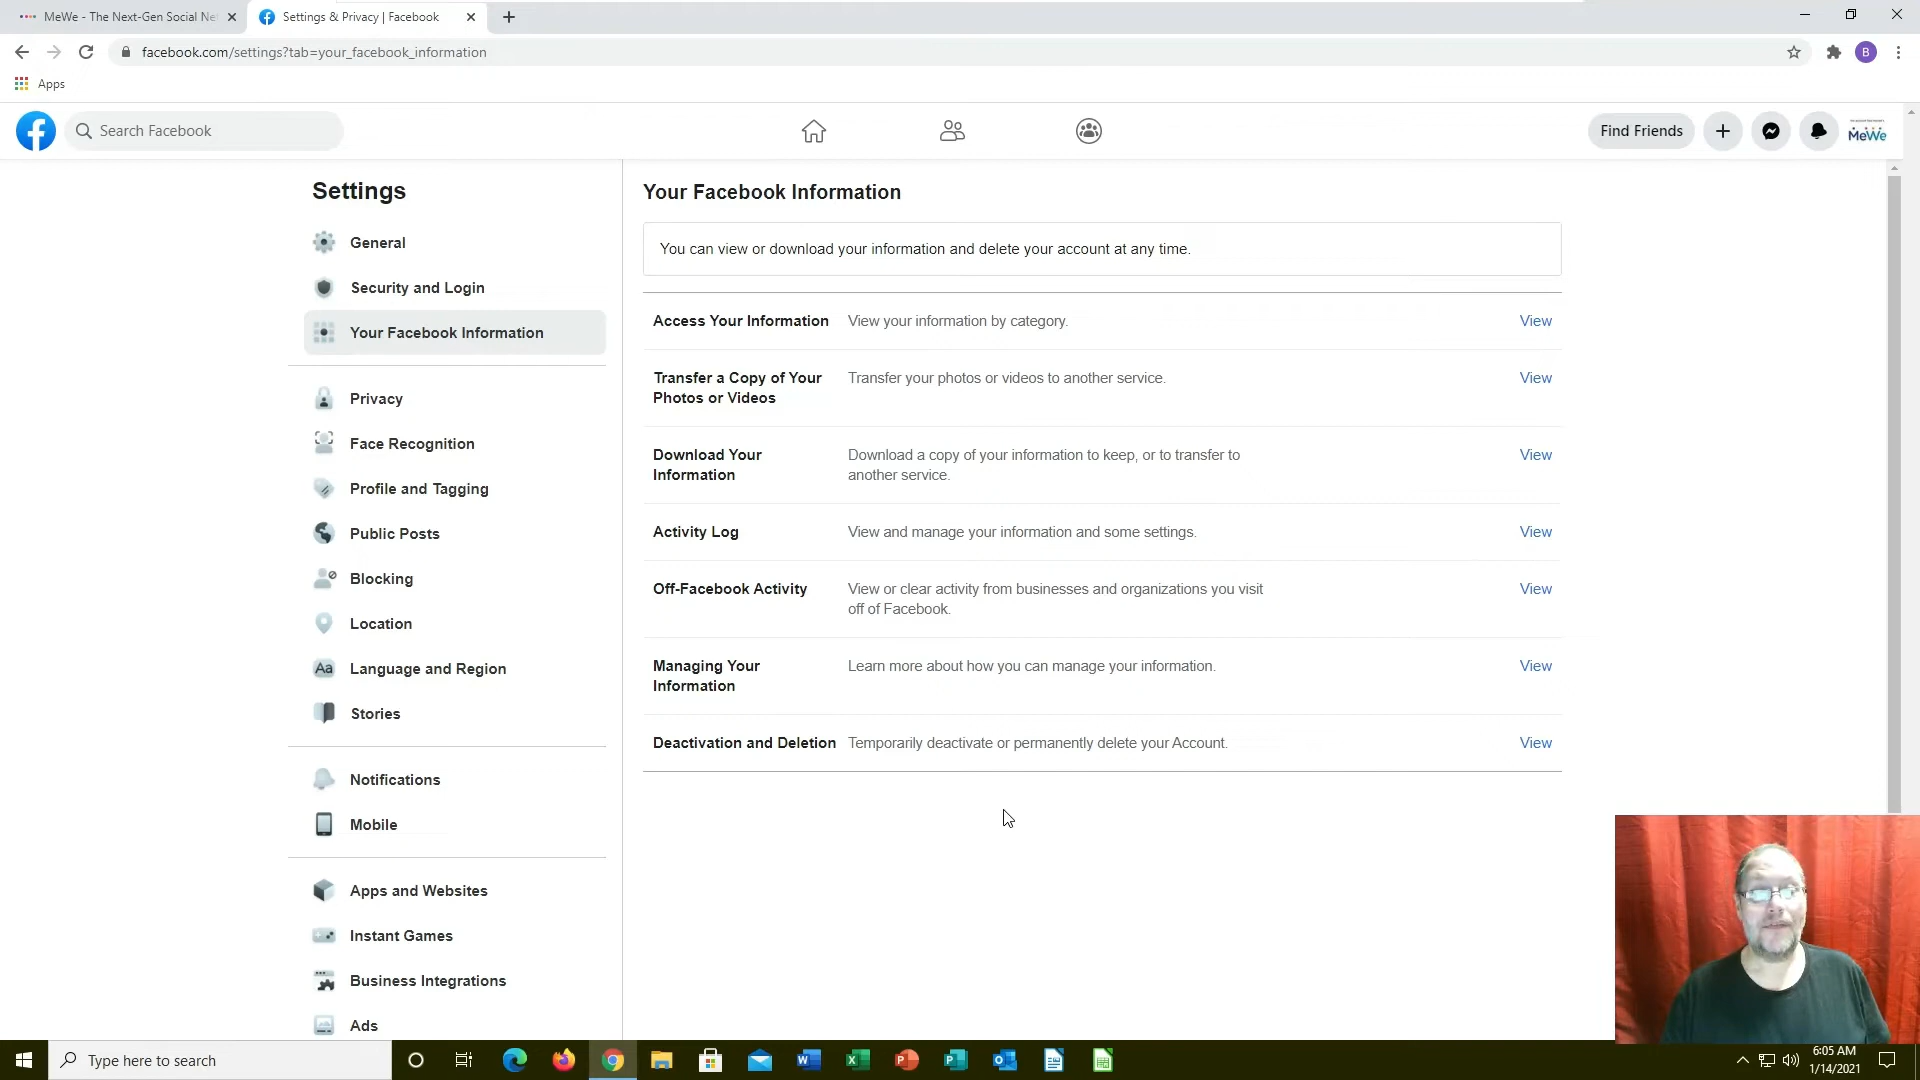 MeWe - The Next-Gen Social Ne
Settings & Privacy | Facebook
facebook.com/settings?tab=your_facebook_information
B
Apps
Search Facebook
Find Friends
MeWe
Settings
General
Security and Login
Your Facebook Information
Privacy
Face Recognition
Profile and Tagging
Public Posts
Blocking
Location
Aa Language and Region
Stories
Notifications
Mobile
Apps and Websites
Instant Games
Business Integrations
Ads
Your Facebook Information
You can view or download your information and delete your account at any time.
Access Your Information View your information by category. View
Transfer a Copy of Your Transfer your photos or videos to another service. View
Photos or Videos
Download Your Download a copy of your information to keep, or to transfer to View
Information another service.
Activity Log View and manage your information and some settings. View
Off-Facebook Activity View or clear activity from businesses and organizations you visit View
off of Facebook.
Managing Your Learn more about how you can manage your information. View
Information
Deactivation and Deletion Temporarily deactivate or permanently delete your Account. View
Type here to search
6:05 AM
1/14/2021